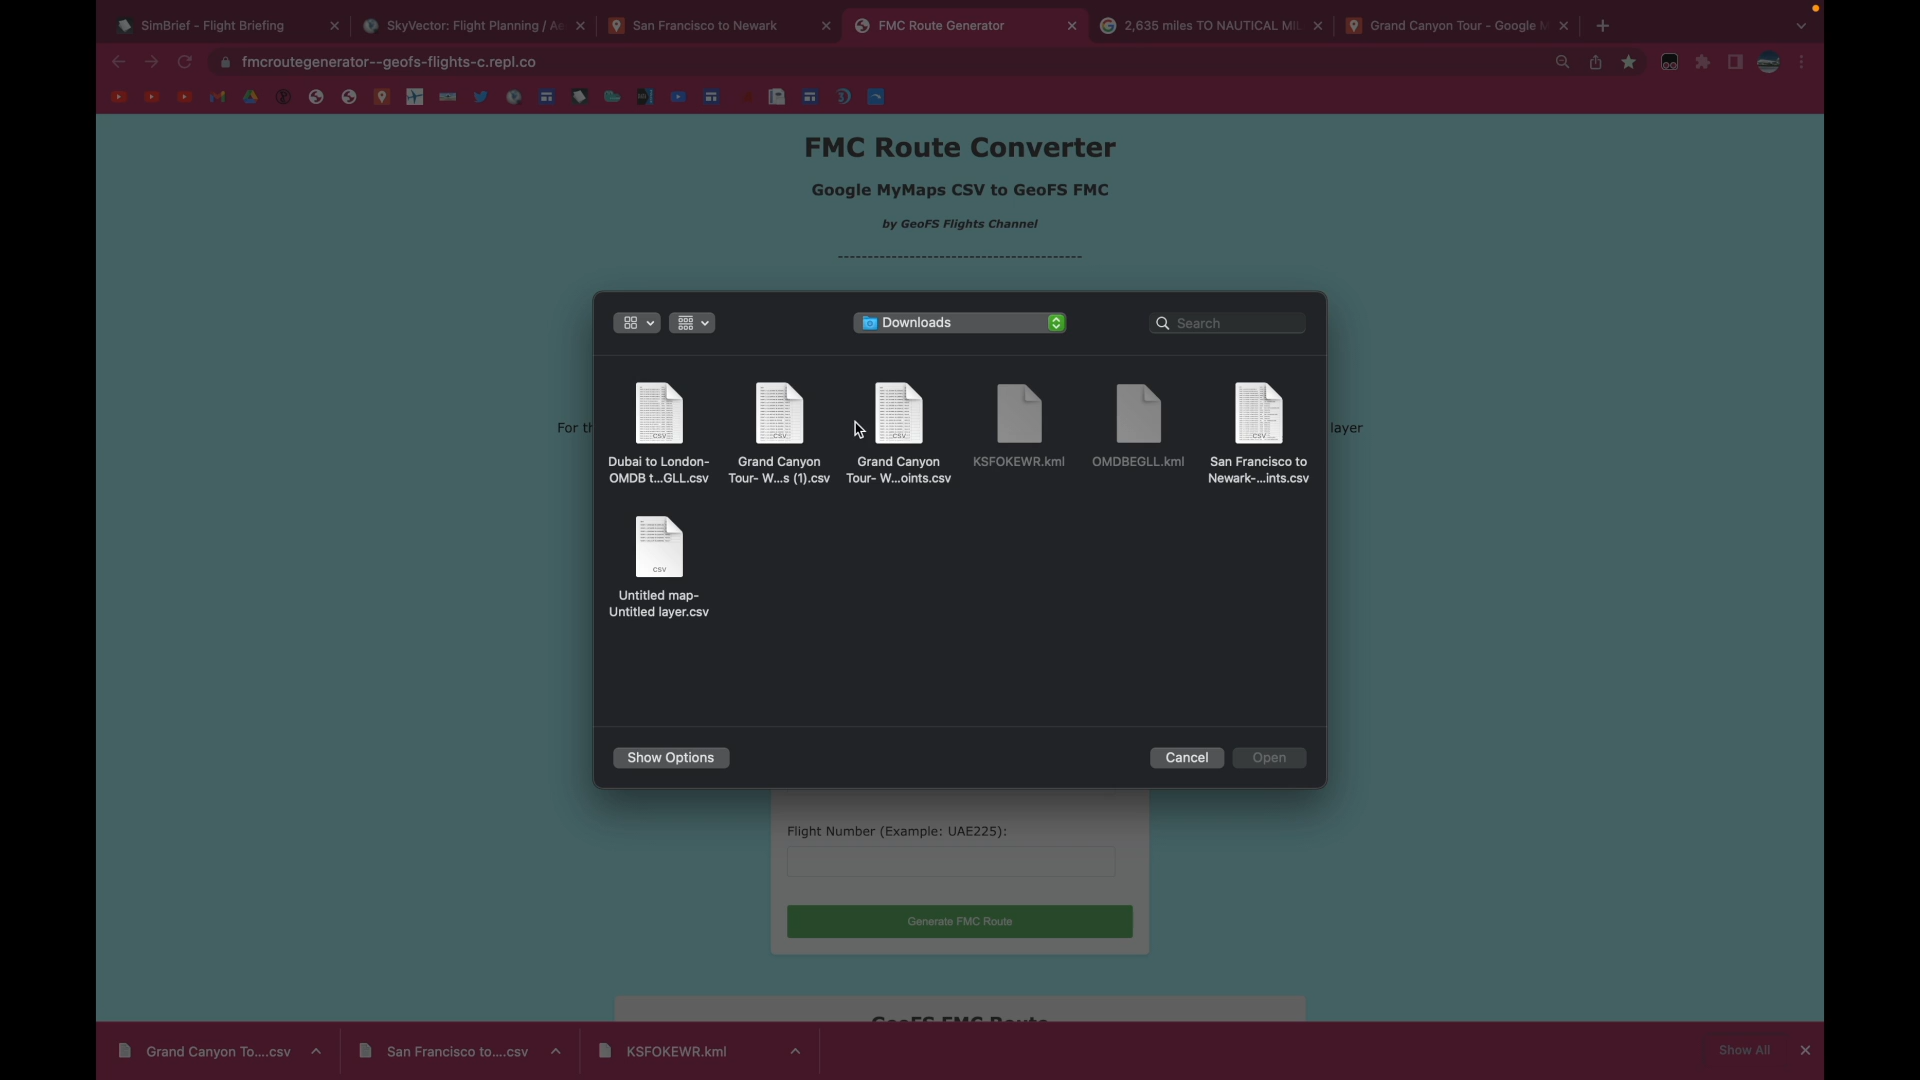 SimBrief - Flight Briefing
SkyVector: Flight Planning / Ae
San Francisco to Newark
FMC Route Generator
2,635 miles TO NAUTICAL MIL
Grand Canyon Tour - Google M
fmcroutegenerator--geofs-flights-c.repl.co
FMC Route Converter
Google MyMaps CSV to GeoFS FMC
by GeoFS Flights Channel
-----------------------------------------
Downloads
Search
For th
layer
Dubai to London-
OMDB t...GLL.csv
Grand Canyon
Tour- W...s (1).csv
Grand Canyon
Tour- W...oints.csv
KSFOKEWR.kml
OMDBEGLL.kml
San Francisco to
Newark-...ints.csv
Untitled map-
Untitled layer.csv
Show Options
Cancel
Open
Flight Number (Example: UAE225):
Generate FMC Route
GeoFS FMC Route
Grand Canyon To....csv
San Francisco to....csv
KSFOKEWR.kml
Show All